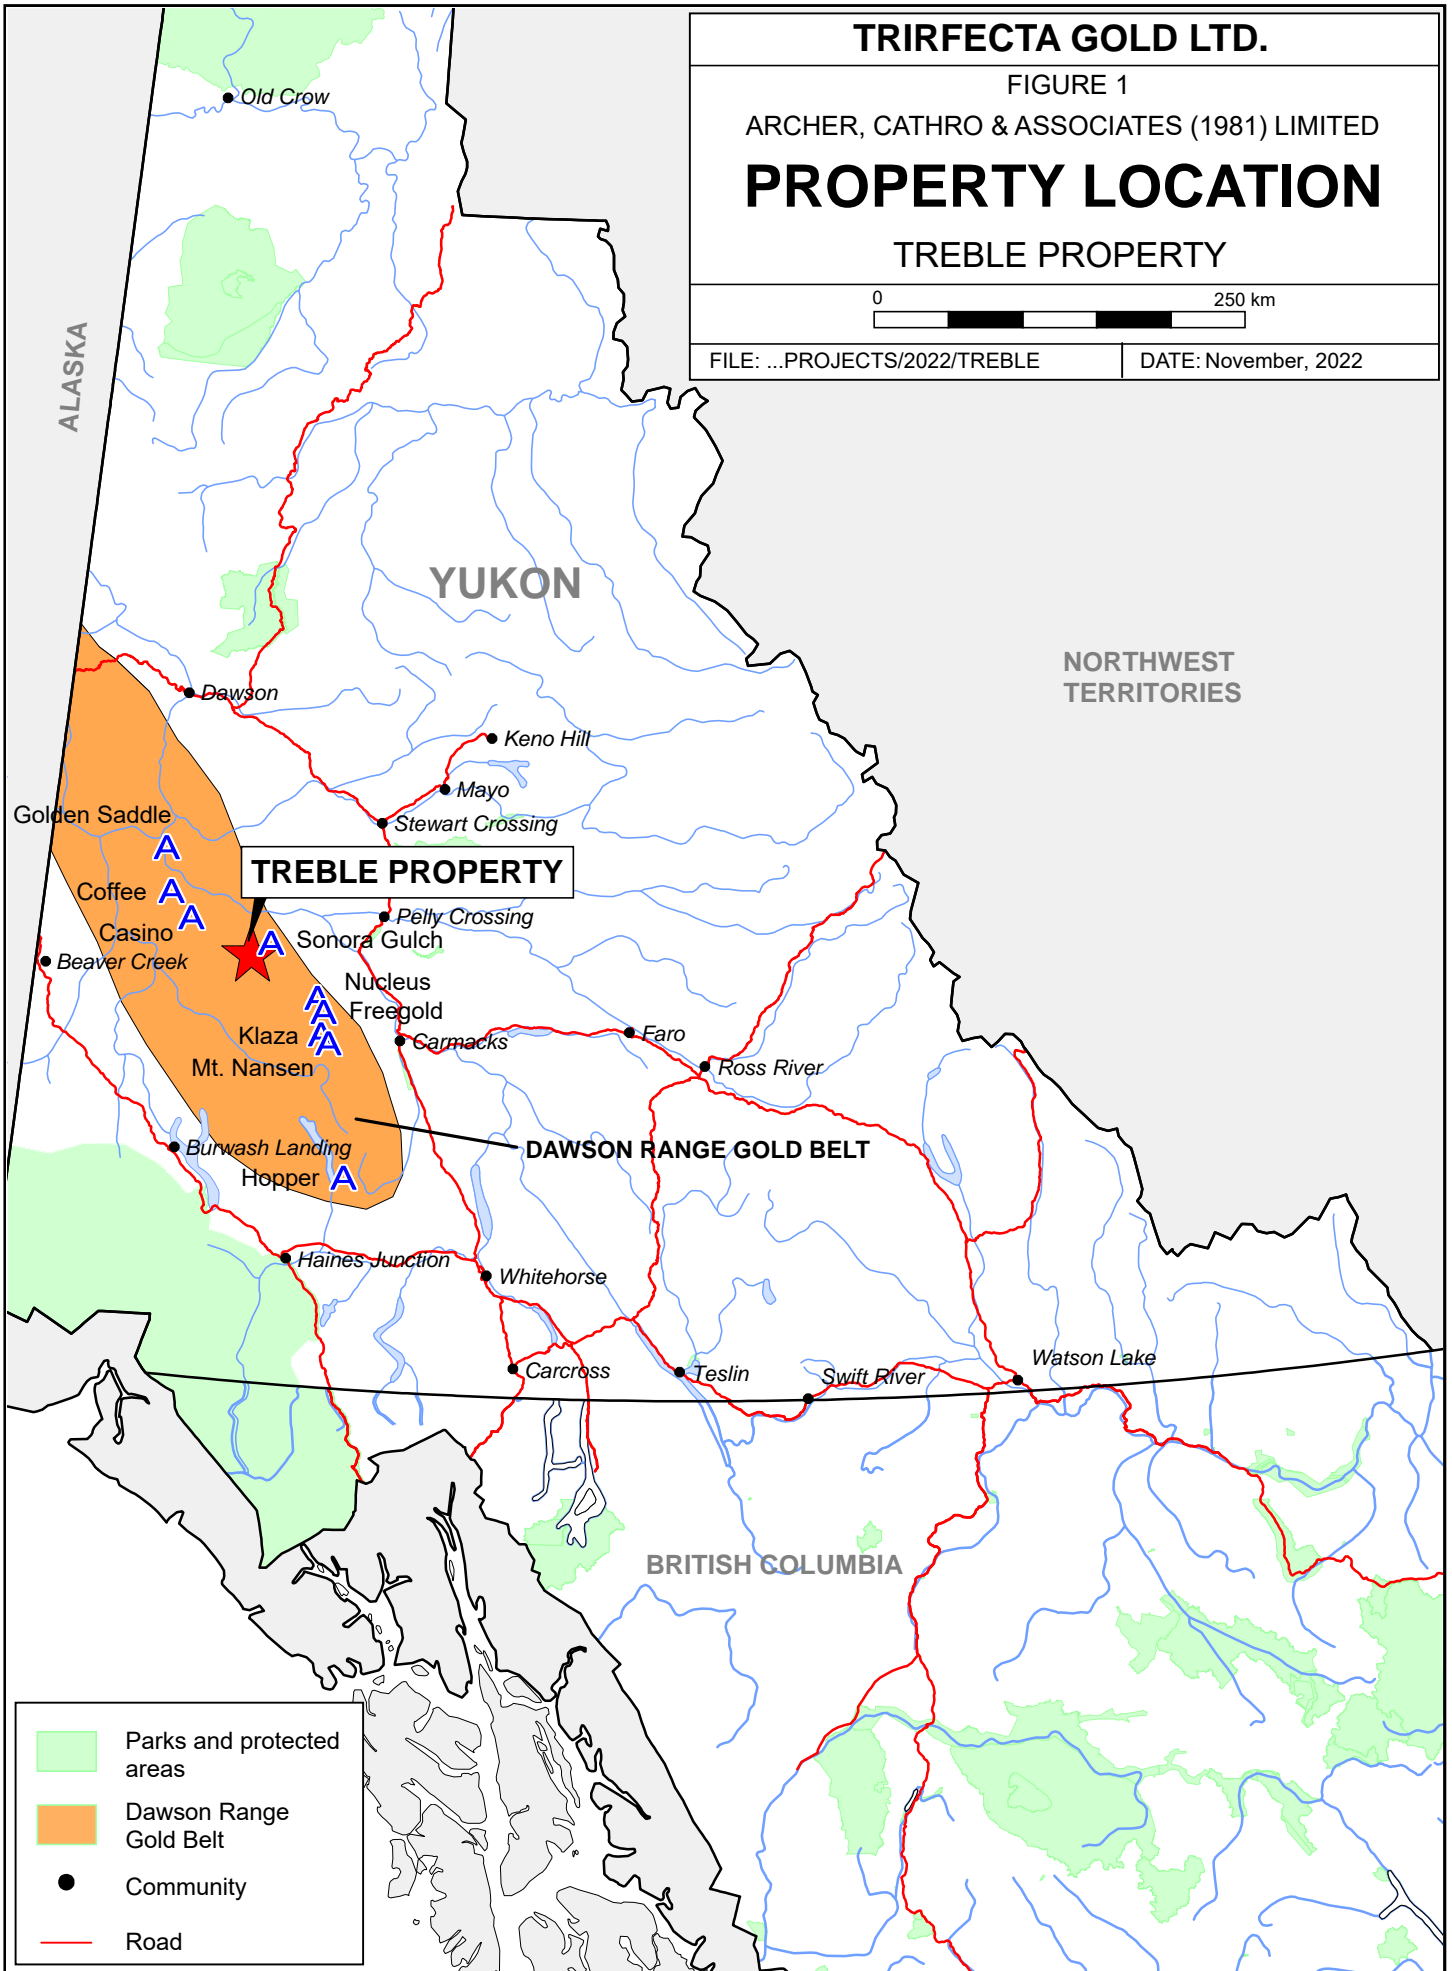 TRIRFECTA GOLD LTD.
FIGURE 1
ARCHER, CATHRO & ASSOCIATES (1981) LIMITED
PROPERTY LOCATION
TREBLE PROPERTY
0 250 km
FILE: ...PROJECTS/2022/TREBLE
DATE: November, 2022
Old Crow
ALASKA
YUKON
NORTHWEST
TERRITORIES
Dawson
Keno Hill
Mayo
Golden Saddle
A
Stewart Crossing
TREBLE PROPERTY
Coffee A
A
Casino
Pelly Crossing
A Sonora Gulch
Beaver Creek
Nucleus
A
Freegold
A
Klaza A
A
Mt. Nansen
Carmacks
Faro
Ross River
Burwash Landing
DAWSON RANGE GOLD BELT
Hopper A
Haines Junction
Whitehorse
Carcross
Teslin
Swift River
Watson Lake
BRITISH COLUMBIA
Parks and protected
areas
Dawson Range
Gold Belt
Community
Road